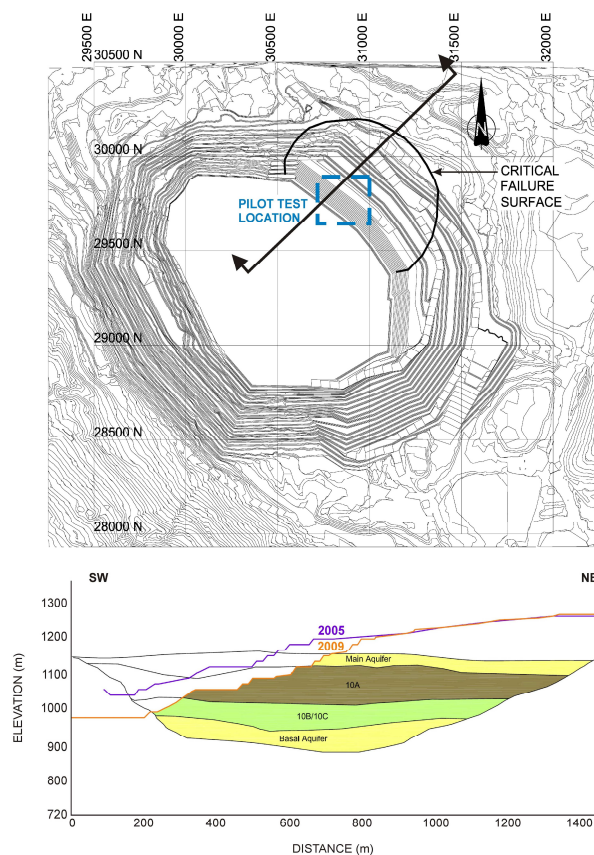 29500 E
30000 E
30500 E
31000 E
31500 E
32000 E
30500 N
30000 N
29500 N
29000 N
28500 N
28000 N
N
PILOT TEST
LOCATION
CRITICAL
FAILURE
SURFACE
SW
NE
1300
1200
1100
1000
900
800
720
ELEVATION (m)
2005
2009
Main Aquifer
10A
10B/10C
Basal Aquifer
0
200
400
600
800
1000
1200
1400
DISTANCE (m)